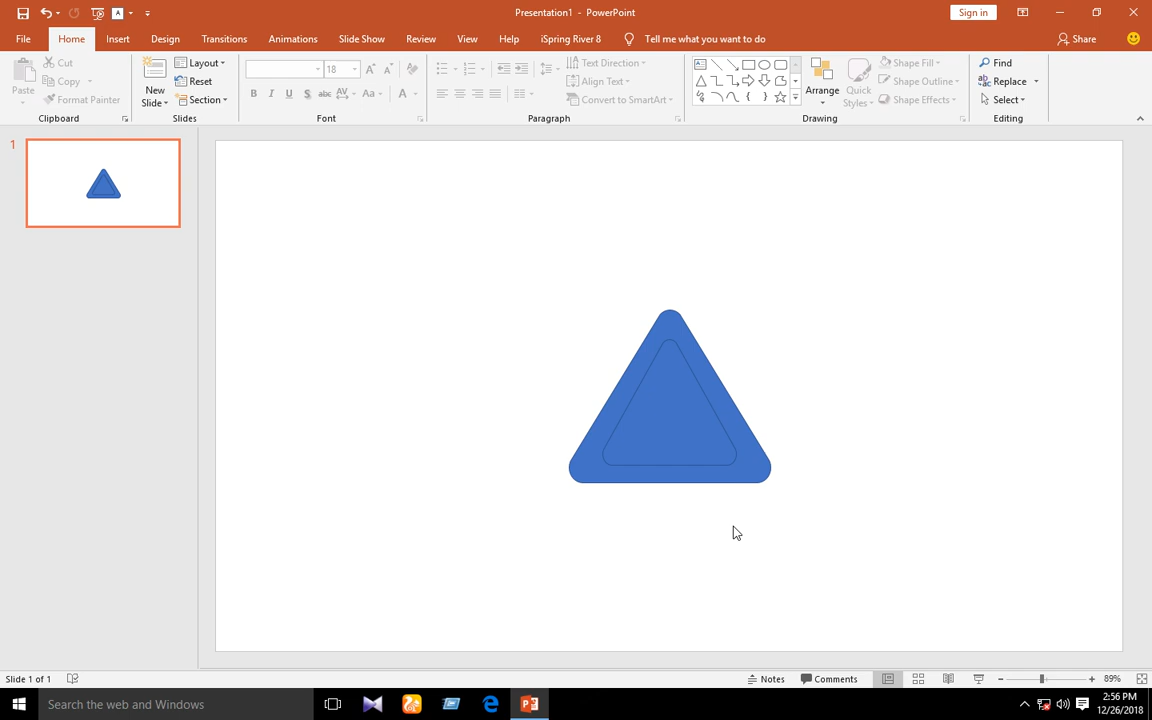 Presentation1 - PowerPoint
Sign in
File Home Insert Design Transitions Animations Slide Show Review View Help iSpring River 8 Tell me what you want to do Share
Paste
Cut
Copy
Format Painter
Clipboard
New Slide
Layout
Reset
Section
Slides
18
B I U S abc AV Aa A
Font
Text Direction
Align Text
Convert to SmartArt
Paragraph
Arrange
Quick Styles
Shape Fill
Shape Outline
Shape Effects
Drawing
Find
Replace
Select
Editing
1
Slide 1 of 1
Notes
Comments
89%
Search the web and Windows
2:56 PM
12/26/2018